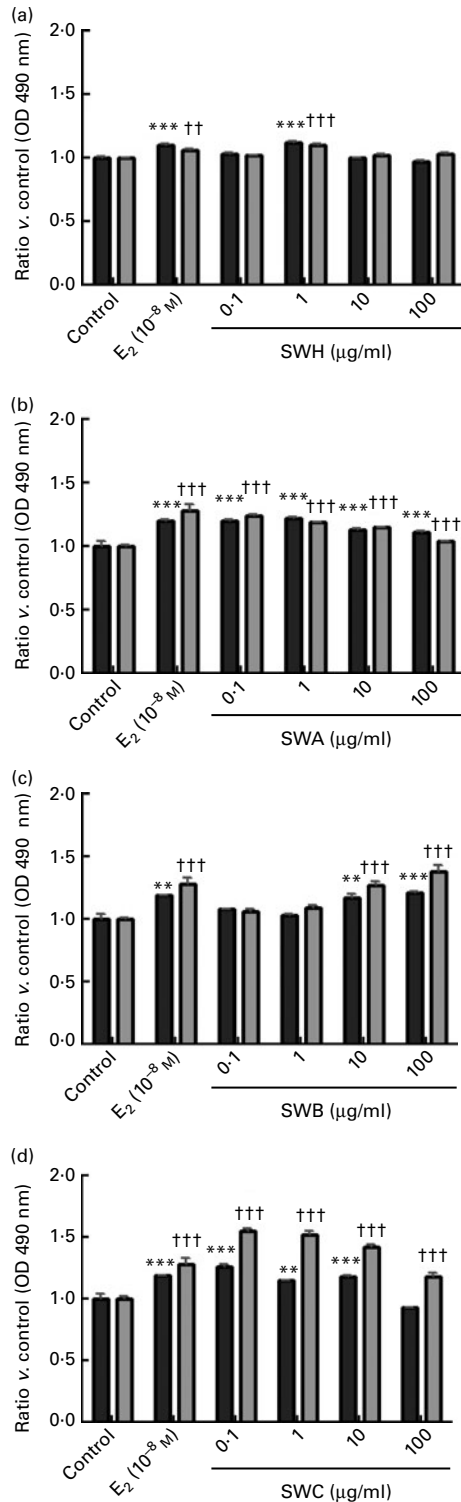 (a)
2·0
1·5
1·0
0·5
0·0
Ratio v. control (OD 490 nm)
*** ††
***†††
Control
E2 (10–8 M)
0·1
1
10
100
SWH (µg/ml)
(b)
2·0
1·5
1·0
0·5
0·0
Ratio v. control (OD 490 nm)
***†††
***†††
***†††
***†††
***†††
Control
E2 (10–8 M)
0·1
1
10
100
SWA (µg/ml)
(c)
2·0
1·5
1·0
0·5
0·0
Ratio v. control (OD 490 nm)
**†††
**†††
***†††
Control
E2 (10–8 M)
0·1
1
10
100
SWB (µg/ml)
(d)
2·0
1·5
1·0
0·5
0·0
Ratio v. control (OD 490 nm)
***†††
***†††
**†††
***†††
†††
Control
E2 (10–8 M)
0·1
1
10
100
SWC (µg/ml)